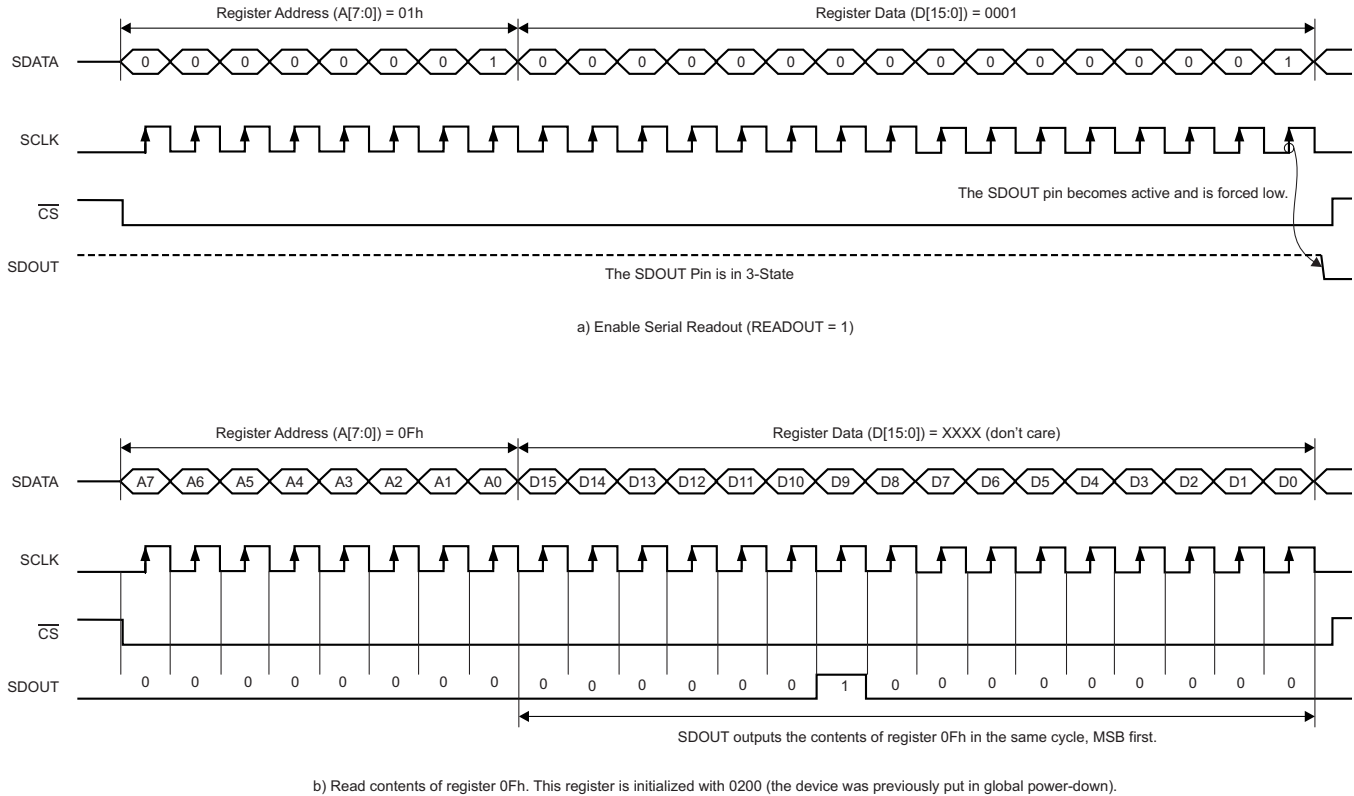 Register Address (A[7:0]) = 01h Register Data (D[15:0]) = 0001
SDATA 0 0 0 0 0 0 0 1 0 0 0 0 0 0 0 0 0 0 0 0 0 0 0 1
SCLK
The SDOUT pin becomes active and is forced low.
CS
SDOUT
The SDOUT Pin is in 3-State
a) Enable Serial Readout (READOUT = 1)
Register Address (A[7:0]) = 0Fh Register Data (D[15:0]) = XXXX (don't care)
SDATA A7 A6 A5 A4 A3 A2 A1 A0 D15 D14 D13 D12 D11 D10 D9 D8 D7 D6 D5 D4 D3 D2 D1 D0
SCLK
CS
SDOUT 0 0 0 0 0 0 0 0 0 0 0 0 0 0 1 0 0 0 0 0 0 0 0 0
SDOUT outputs the contents of register 0Fh in the same cycle, MSB first.
b) Read contents of register 0Fh. This register is initialized with 0200 (the device was previously put in global power-down).